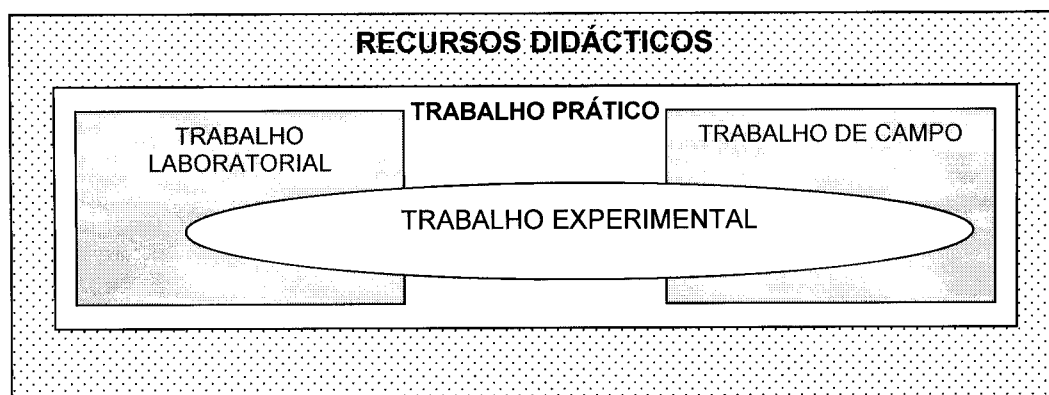 RECURSOS DIDÁCTICOS
TRABALHO PRÁTICO
TRABALHO
LABORATORIAL
TRABALHO DE CAMPO
TRABALHO EXPERIMENTAL